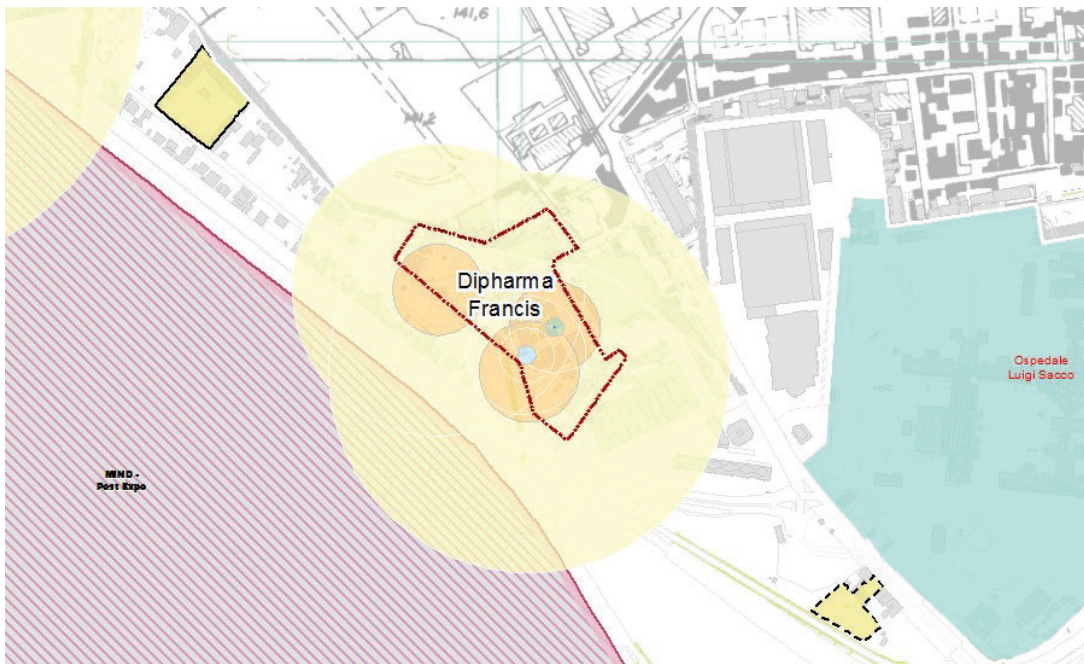 141,6
141,2
Dipharma
Francis
Ospedale
Luigi Sacco
MIND -
Post Expo